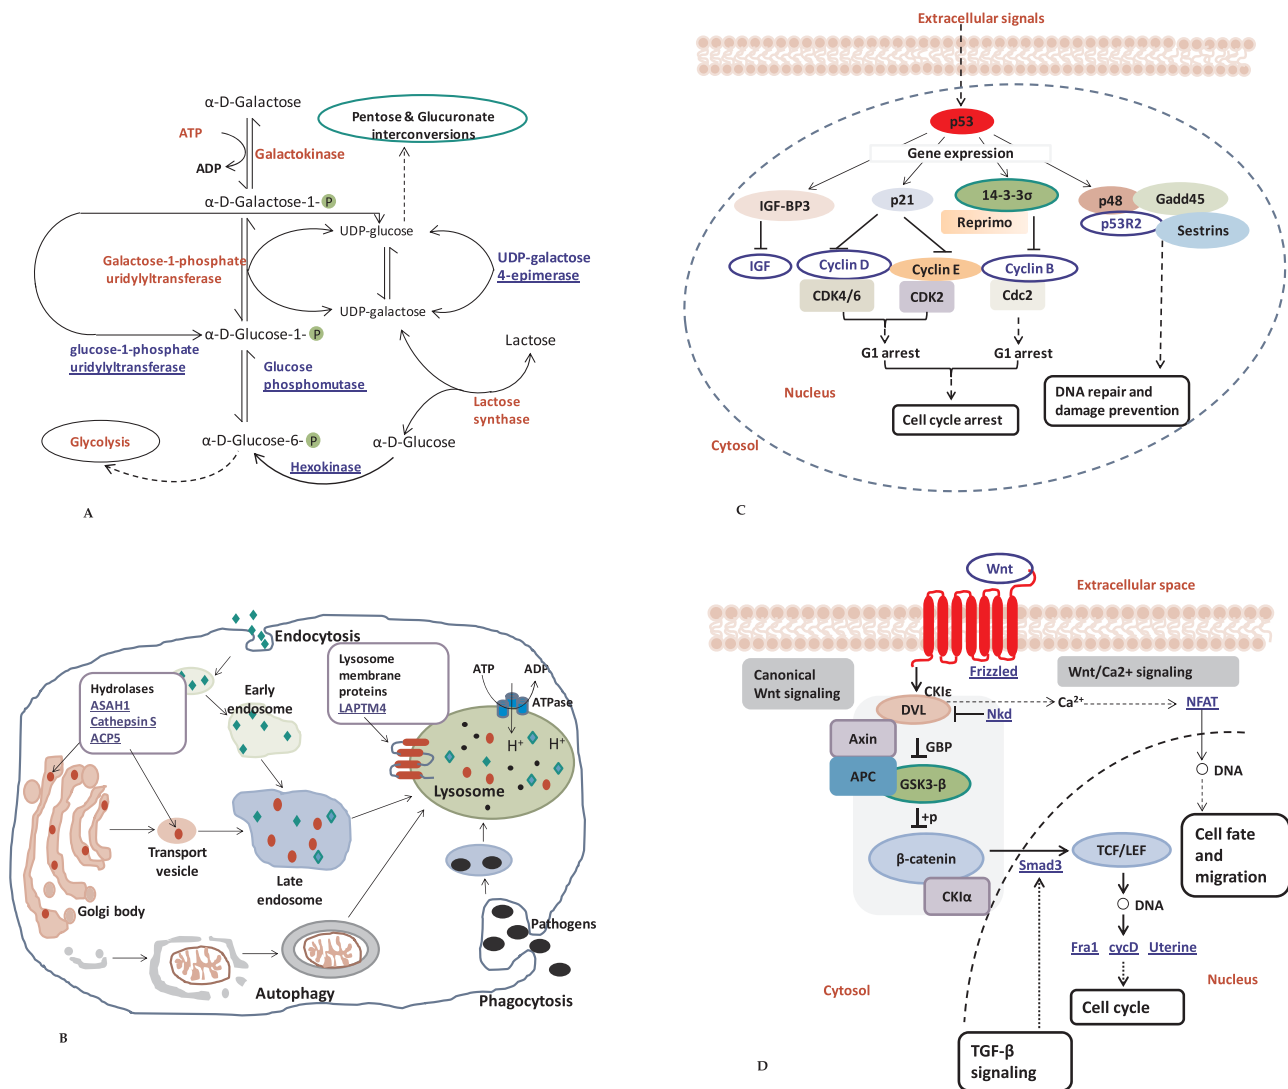 α-D-Galactose
ATP
ADP
Galactokinase
Pentose & Glucuronate
interconversions
α-D-Galactose-1- P
UDP-glucose
Galactose-1-phosphate
uridylyltransferase
UDP-galactose
4-epimerase
UDP-galactose
α-D-Glucose-1- P
glucose-1-phosphate
uridylyltransferase
Glucose
phosphomutase
Lactose
Lactose
synthase
Glycolysis
α-D-Glucose-6- P
α-D-Glucose
Hexokinase
A
Extracellular signals
p53
Gene expression
IGF-BP3
p21
14-3-3σ
Reprimo
p48
Gadd45
p53R2
Sestrins
IGF
Cyclin D
Cyclin E
Cyclin B
CDK4/6
CDK2
Cdc2
G1 arrest
G1 arrest
Nucleus
Cell cycle arrest
DNA repair and
damage prevention
Cytosol
C
Endocytosis
Hydrolases
ASAH1
Cathepsin S
ACP5
Early
endosome
Lysosome
membrane
proteins
LAPTM4
ATP
ADP
ATPase
H⁺
H⁺
Lysosome
Transport
vesicle
Late
endosome
Golgi body
Pathogens
Autophagy
Phagocytosis
B
Wnt
Extracellular space
Canonical
Wnt signaling
Frizzled
Wnt/Ca2+ signaling
CKIε
DVL
Ca²⁺
NFAT
Nkd
Axin
GBP
APC
GSK3-β
DNA
+p
β-catenin
TCF/LEF
Smad3
CKIα
Cell fate
and
migration
DNA
Fra1 cycD Uterine
Cytosol
Nucleus
Cell cycle
TGF-β
signaling
D